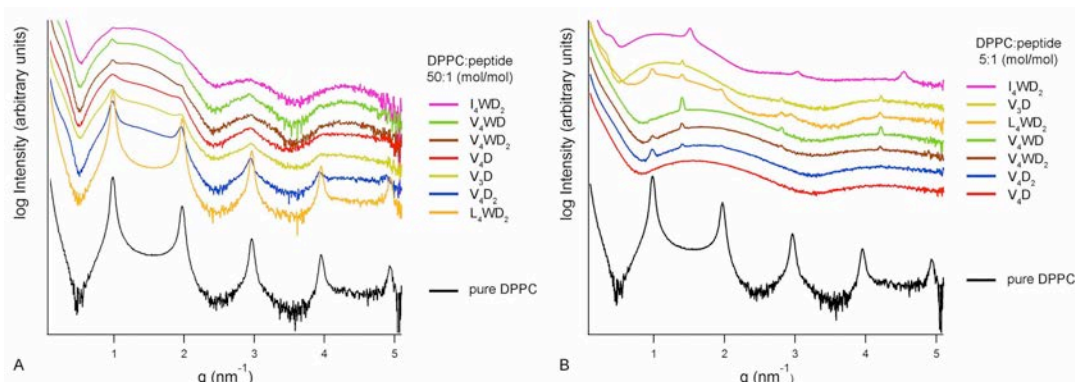 log Intensity (arbitrary units)
DPPC:peptide
50:1 (mol/mol)
I₄WD₂
V₄WD
V₄WD₂
V₄D
V₃D
V₄D₂
L₄WD₂
pure DPPC
1 2 3 4 5
A
q (nm⁻¹)
log Intensity (arbitrary units)
DPPC:peptide
5:1 (mol/mol)
I₄WD₂
V₃D
L₄WD₂
V₄WD
V₄WD₂
V₄D₂
V₄D
pure DPPC
1 2 3 4 5
B
q (nm⁻¹)